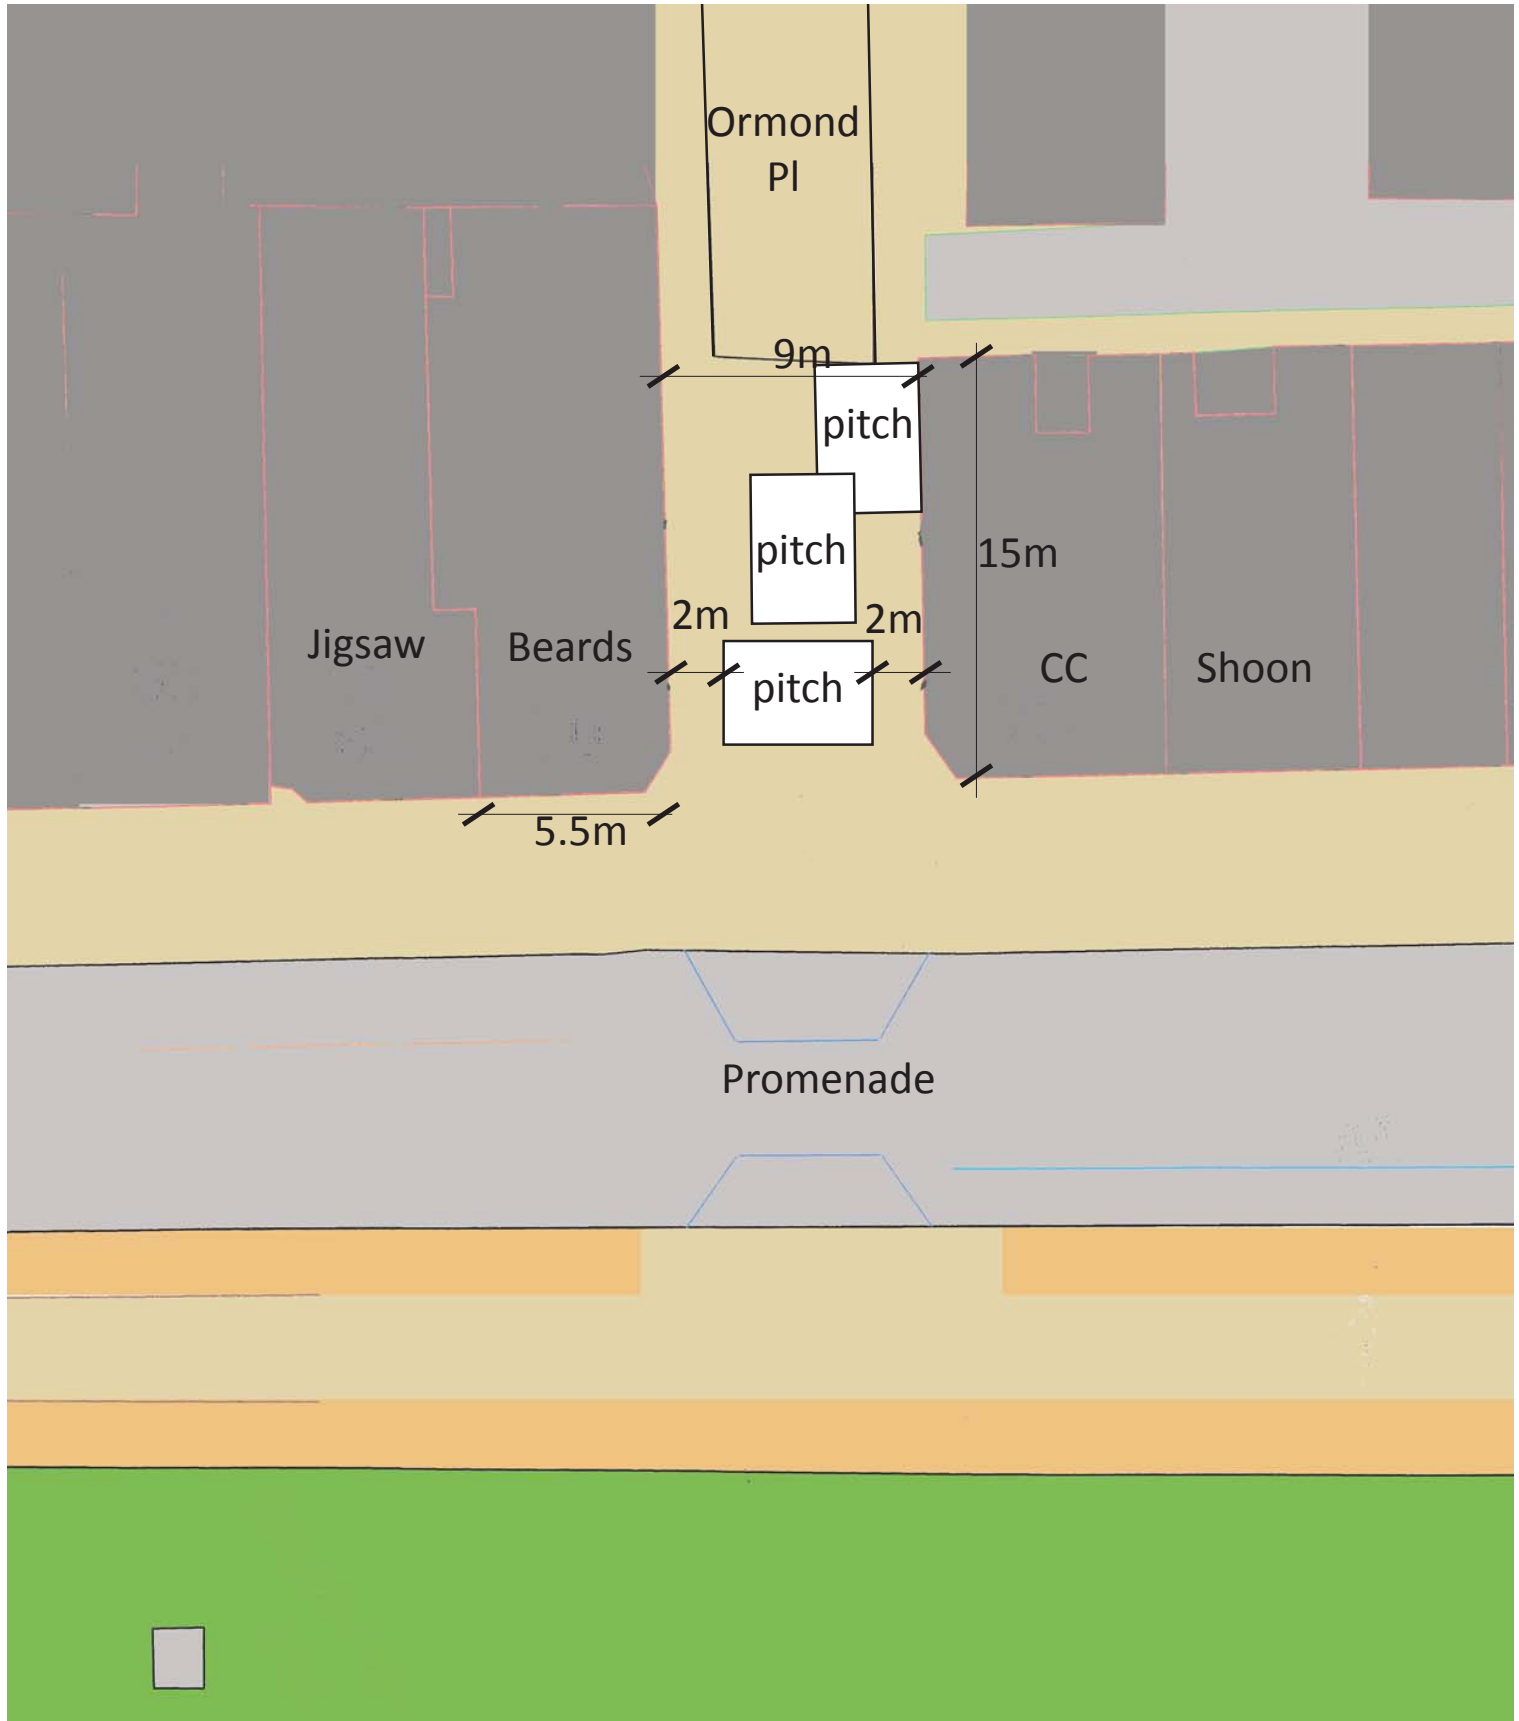 Ormond
Pl
9m
pitch
pitch
15m
2m
2m
Jigsaw
Beards
pitch
CC
Shoon
5.5m
Promenade